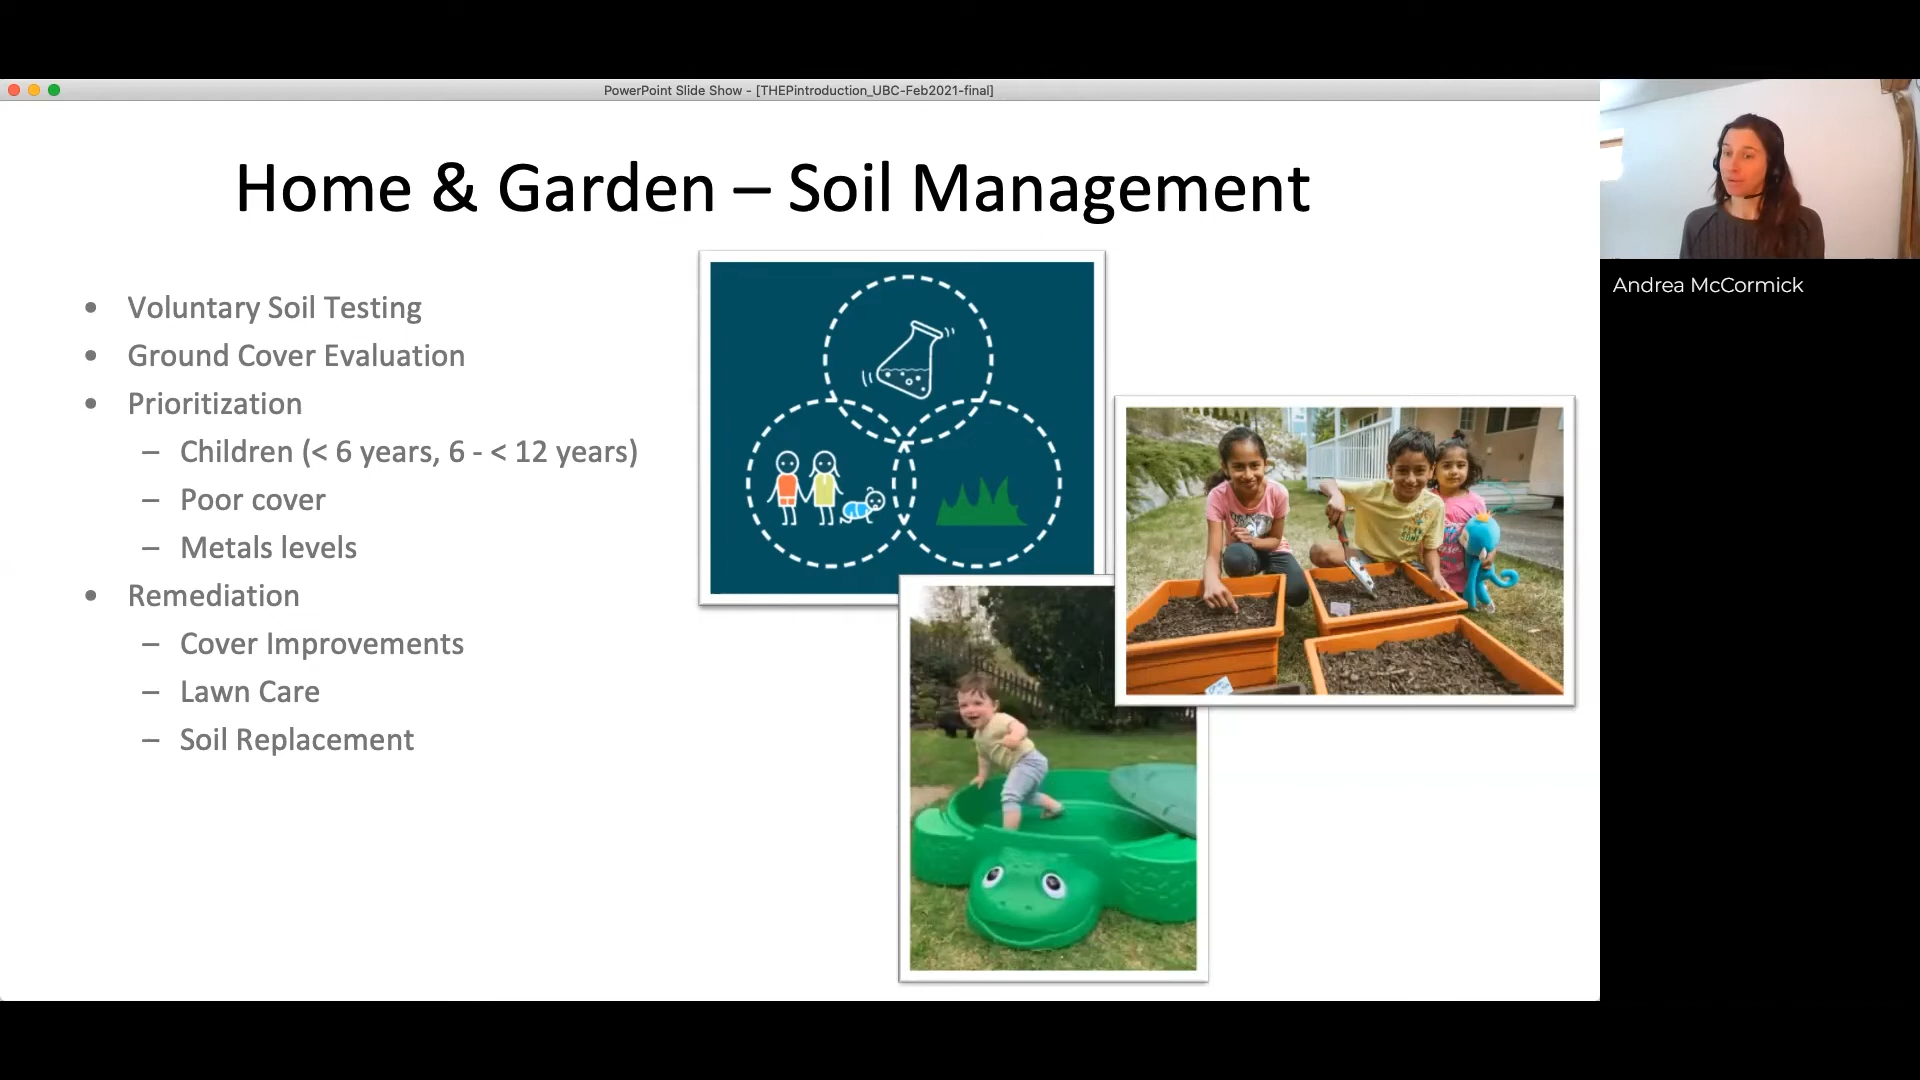 PowerPoint Slide Show - [THEPintroduction_UBC-Feb2021-final]
Home & Garden – Soil Management
• Voluntary Soil Testing
• Ground Cover Evaluation
• Prioritization
– Children (< 6 years, 6 - < 12 years)
– Poor cover
– Metals levels
• Remediation
– Cover Improvements
– Lawn Care
– Soil Replacement
Andrea McCormick